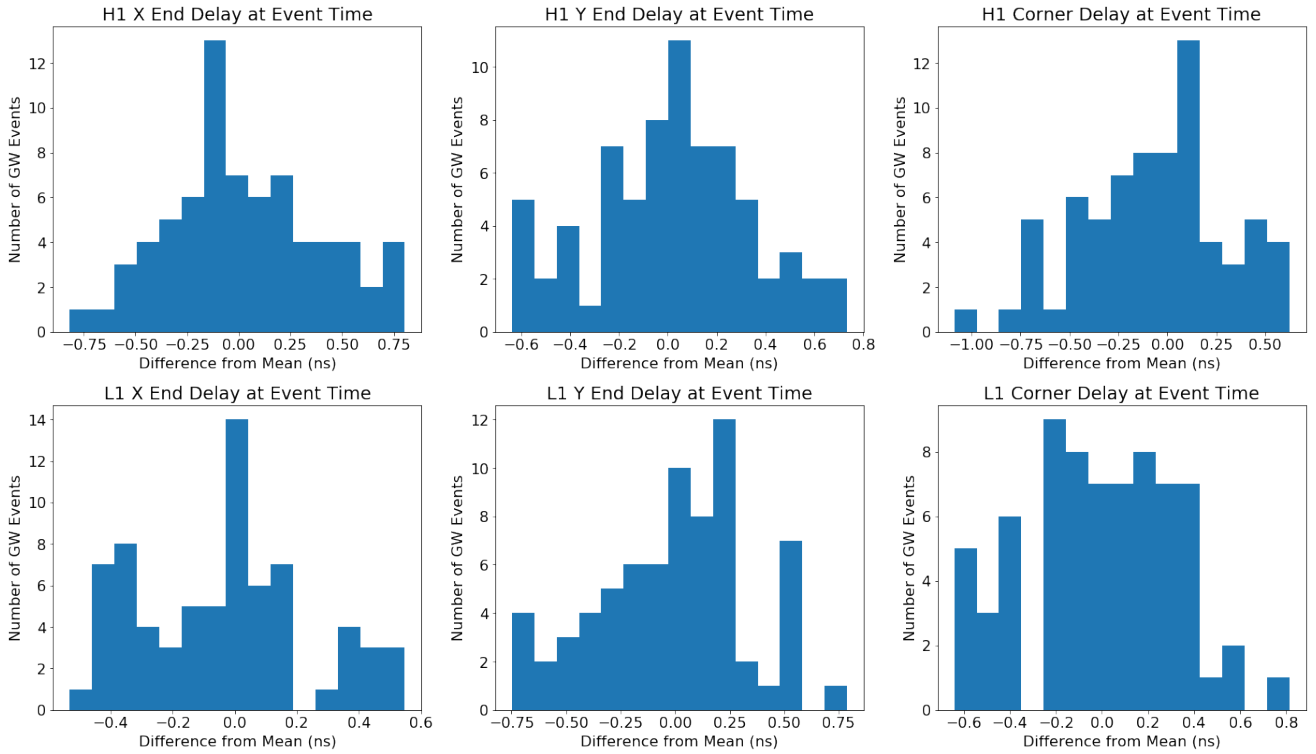 H1 X End Delay at Event Time
Number of GW Events
12
10
8
6
4
2
0
−0.75 −0.50 −0.25 0.00 0.25 0.50 0.75
Difference from Mean (ns)
H1 Y End Delay at Event Time
Number of GW Events
10
8
6
4
2
0
−0.6 −0.4 −0.2 0.0 0.2 0.4 0.6 0.8
Difference from Mean (ns)
H1 Corner Delay at Event Time
Number of GW Events
12
10
8
6
4
2
0
−1.00 −0.75 −0.50 −0.25 0.00 0.25 0.50
Difference from Mean (ns)
L1 X End Delay at Event Time
Number of GW Events
14
12
10
8
6
4
2
0
−0.4 −0.2 0.0 0.2 0.4 0.6
Difference from Mean (ns)
L1 Y End Delay at Event Time
Number of GW Events
12
10
8
6
4
2
0
−0.75 −0.50 −0.25 0.00 0.25 0.50 0.75
Difference from Mean (ns)
L1 Corner Delay at Event Time
Number of GW Events
8
6
4
2
0
−0.6 −0.4 −0.2 0.0 0.2 0.4 0.6 0.8
Difference from Mean (ns)